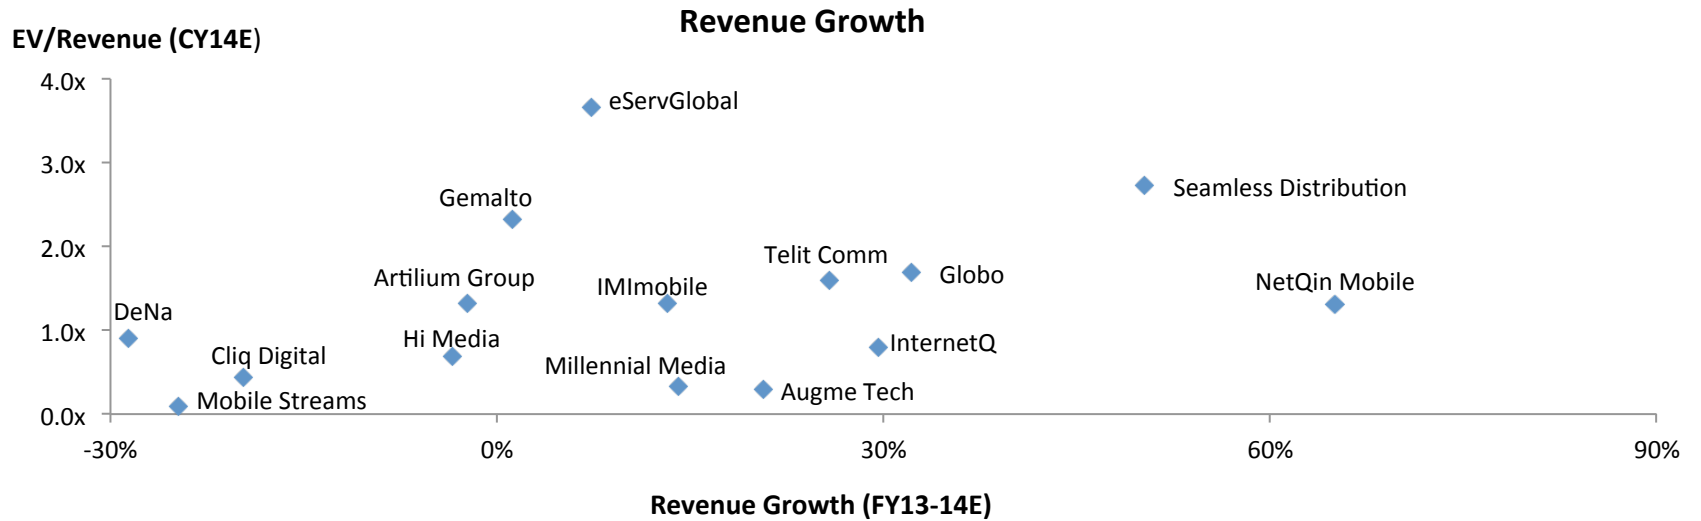 Revenue Growth
EV/Revenue (CY14E)
4.0x
eServGlobal
3.0x
Seamless Distribution
Gemalto
2.0x
Telit Comm
Globo
Artilium Group
IMImobile
NetQin Mobile
DeNa
1.0x
Hi Media
InternetQ
Cliq Digital
Millennial Media
Augme Tech
Mobile Streams
0.0x
-30%
0%
30%
60%
90%
Revenue Growth (FY13-14E)